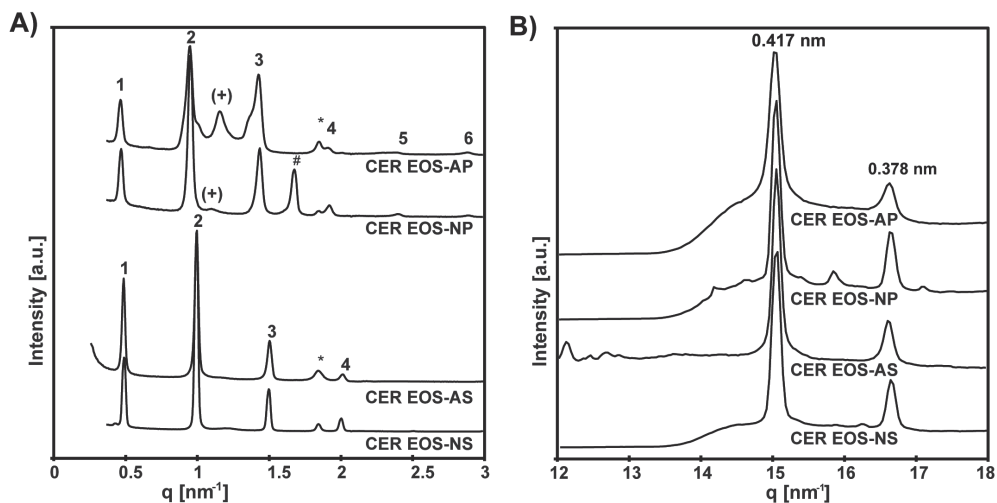 A)
Intensity [a.u.]
1
2
(+)
3
*
4
5
6
CER EOS-AP
(+)
#
CER EOS-NP
1
2
3
*
4
CER EOS-AS
CER EOS-NS
0 0.5 1 1.5 2 2.5 3
q [nm-1]
B)
Intensity [a.u.]
0.417 nm
0.378 nm
CER EOS-AP
CER EOS-NP
CER EOS-AS
CER EOS-NS
12 13 14 15 16 17 18
q [nm-1]